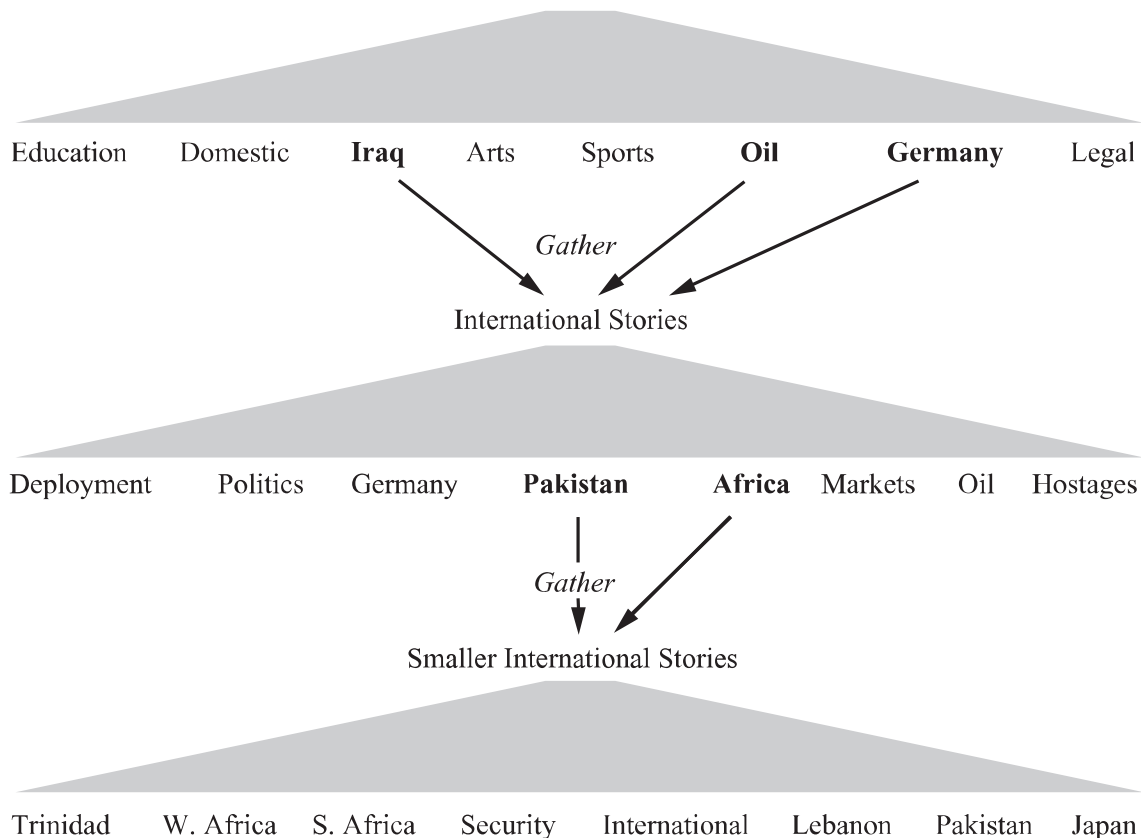 Education Domestic Iraq Arts Sports Oil Germany Legal
Gather
International Stories
Deployment Politics Germany Pakistan Africa Markets Oil Hostages
Gather
Smaller International Stories
Trinidad W. Africa S. Africa Security International Lebanon Pakistan Japan